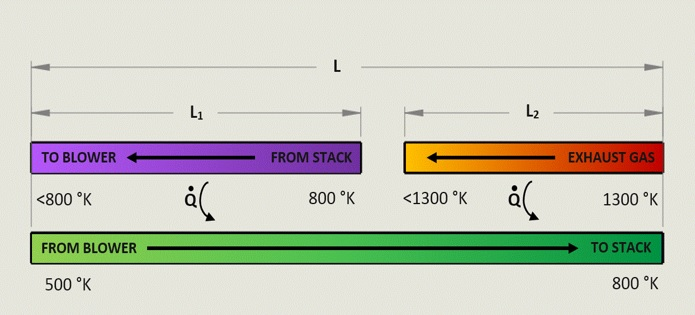 L
L₁ L₂
TO BLOWER FROM STACK EXHAUST GAS
<800 °K Q̇ 800 °K <1300 °K Q̇ 1300 °K
FROM BLOWER TO STACK
500 °K 800 °K